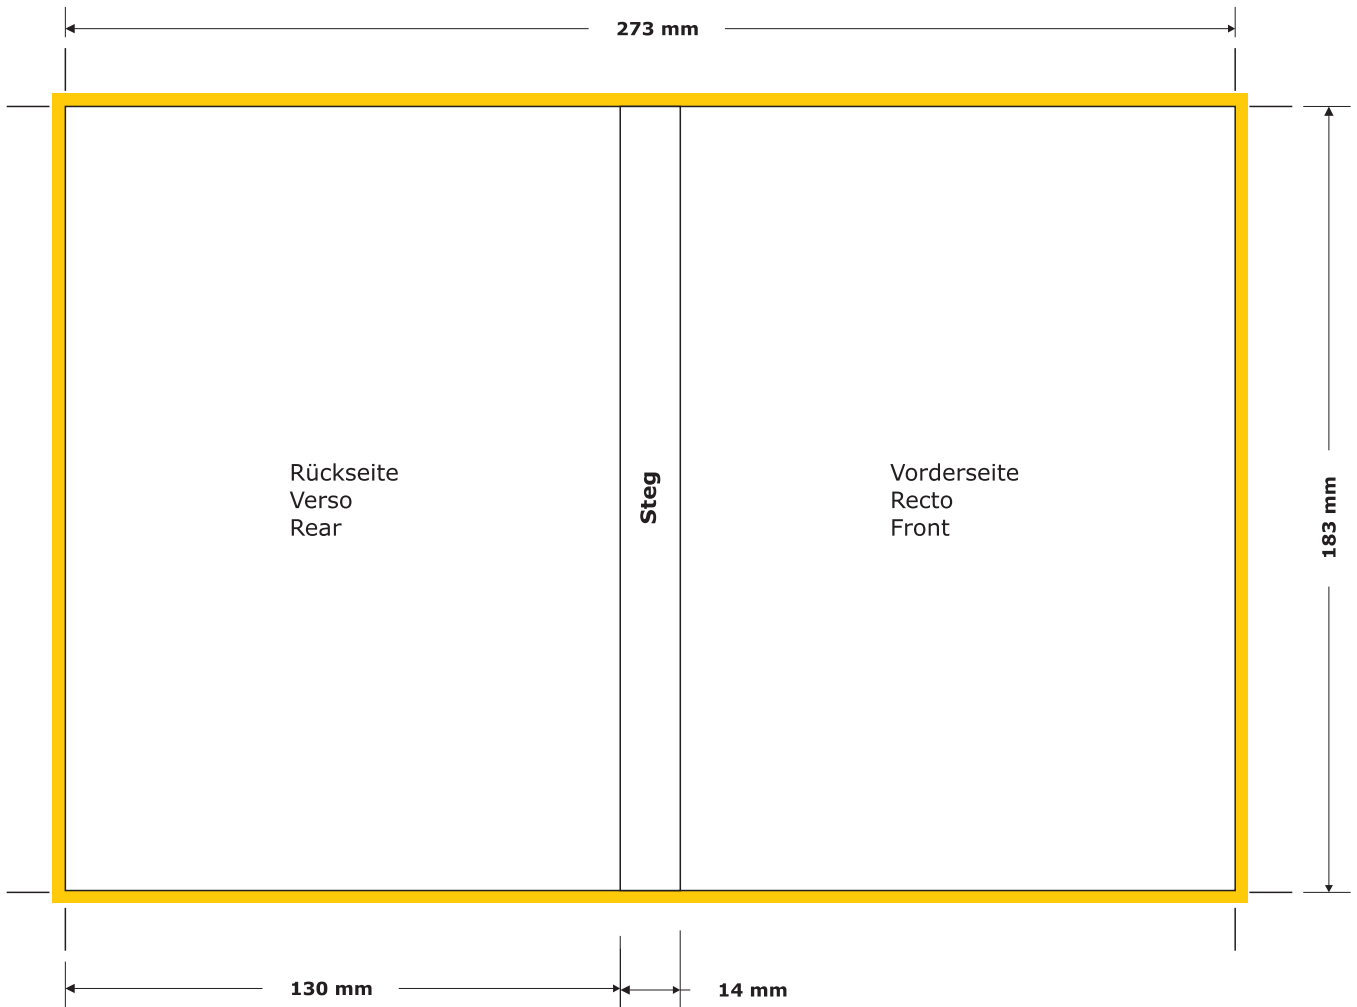 273 mm
Rückseite
Verso
Rear
Steg
Vorderseite
Recto
Front
183 mm
130 mm
14 mm